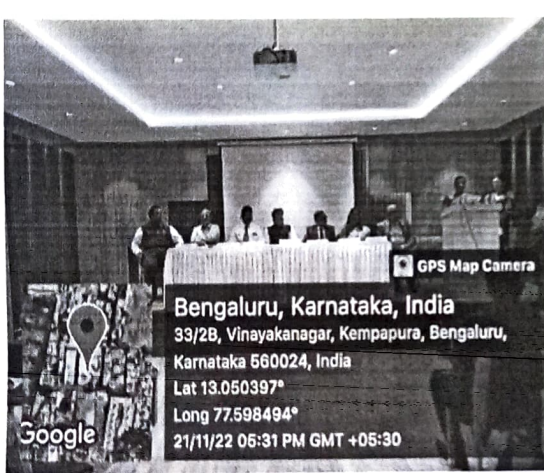 GPS Map Camera
Bengaluru, Karnataka, India
33/2B, Vinayakanagar, Kempapura, Bengaluru,
Karnataka 560024, India
Lat 13.050397°
Long 77.598494°
21/11/22 05:31 PM GMT +05:30
Google